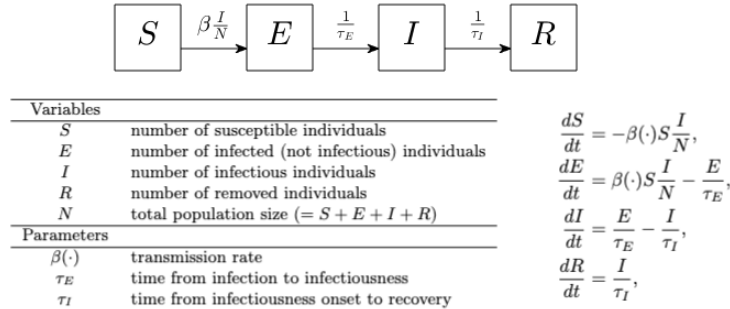 S β I/N E 1/τ_E I 1/τ_I R
Variables
S number of susceptible individuals
E number of infected (not infectious) individuals
I number of infectious individuals
R number of removed individuals
N total population size (= S + E + I + R)
Parameters
β(·) transmission rate
τ_E time from infection to infectiousness
τ_I time from infectiousness onset to recovery
dS/dt = −β(·)S I/N,
dE/dt = β(·)S I/N − E/τ_E,
dI/dt = E/τ_E − I/τ_I,
dR/dt = I/τ_I,